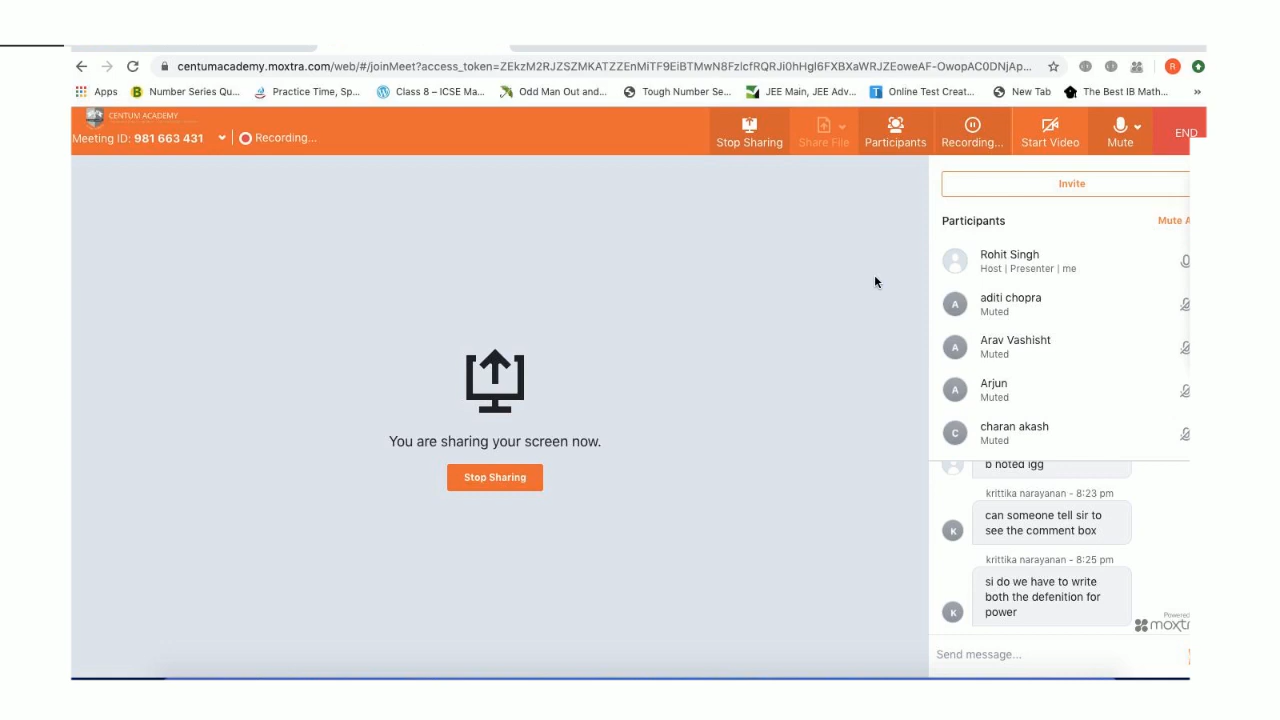 centumacademy.moxtra.com/web/#/joinMeet?access_token=ZEkzM2RJZSZMKATZZEnMiTF9EiBTMwN8FzlcfRQRJi0hHgl6FXBXaWRJZEoweAF-OwopAC0DNjAp...
R
Apps
Number Series Qu...
Practice Time, Sp...
Class 8 – ICSE Ma...
Odd Man Out and...
Tough Number Se...
JEE Main, JEE Adv...
Online Test Creat...
New Tab
The Best IB Math...
»
CENTUM ACADEMY
Meeting ID: 981 663 431
Recording...
Stop Sharing
Share File
Participants
Recording...
Start Video
Mute
END
You are sharing your screen now.
Stop Sharing
Invite
Participants
Mute A
Rohit Singh
Host | Presenter | me
A
aditi chopra
Muted
A
Arav Vashisht
Muted
A
Arjun
Muted
C
charan akash
Muted
b noted igg
krittika narayanan - 8:23 pm
can someone tell sir to
see the comment box
K
krittika narayanan - 8:25 pm
si do we have to write
both the defenition for
power
K
Powered
moxtr
Send message...